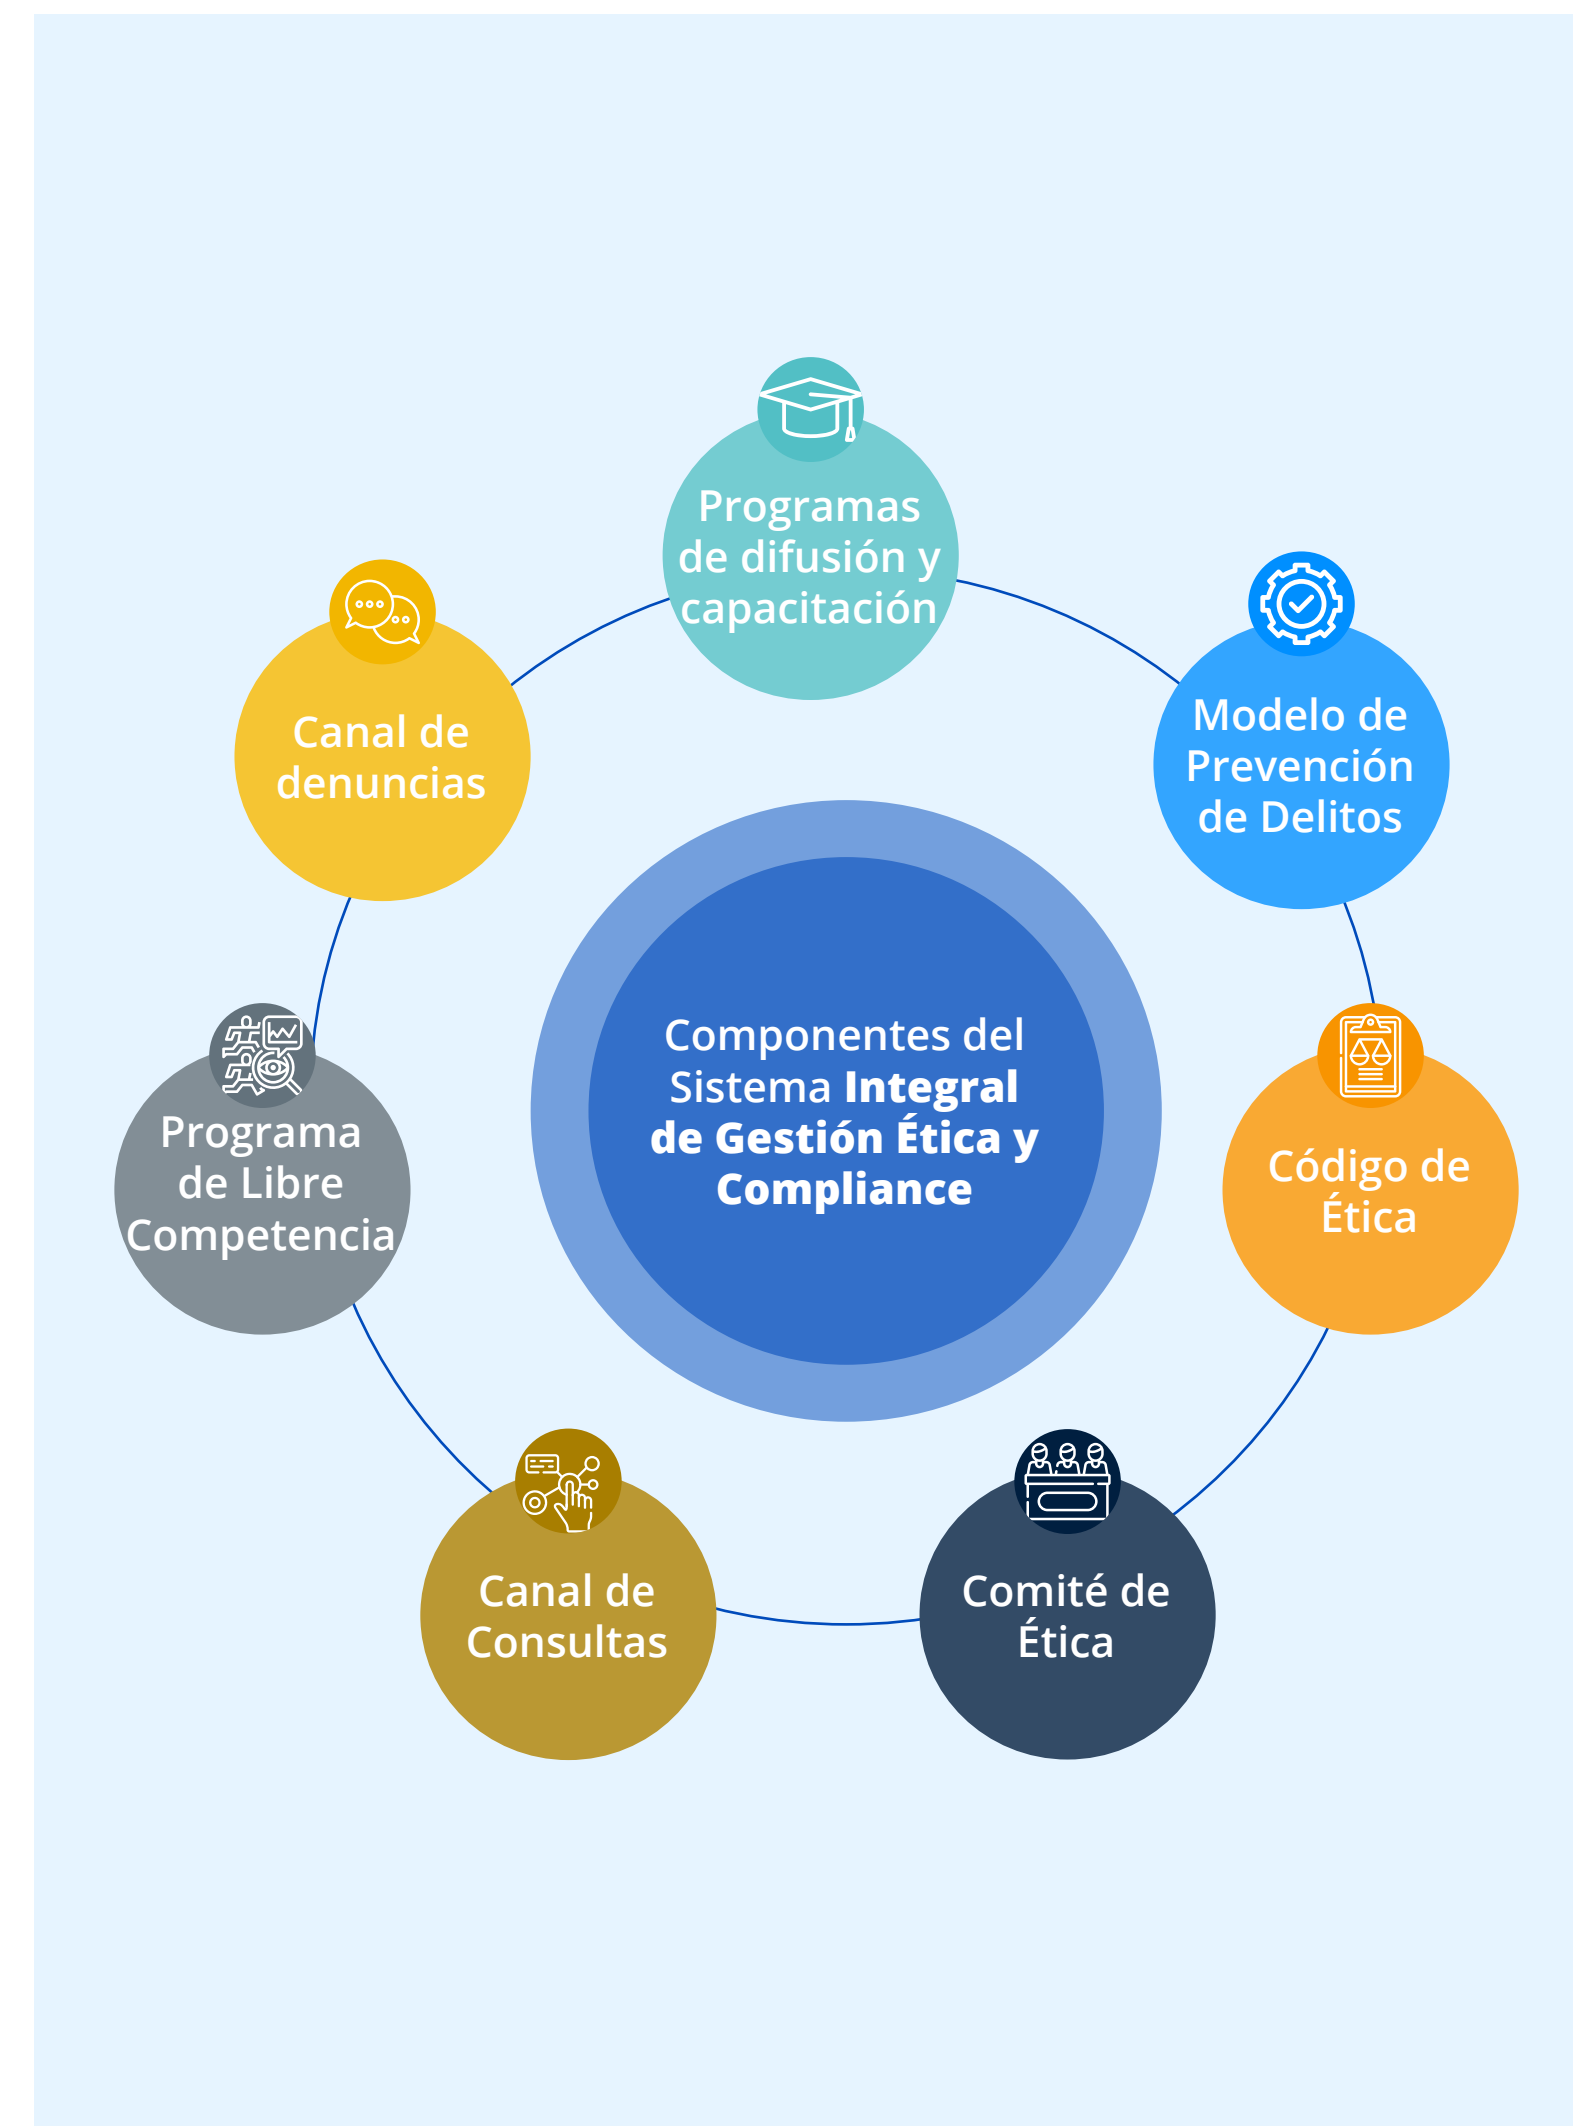 Programas
de difusión y
capacitación
Modelo de
Prevención
de Delitos
Canal de
denuncias
Componentes del
Sistema Integral
de Gestión Ética y
Compliance
Código de
Ética
Programa
de Libre
Competencia
Comité de
Ética
Canal de
Consultas